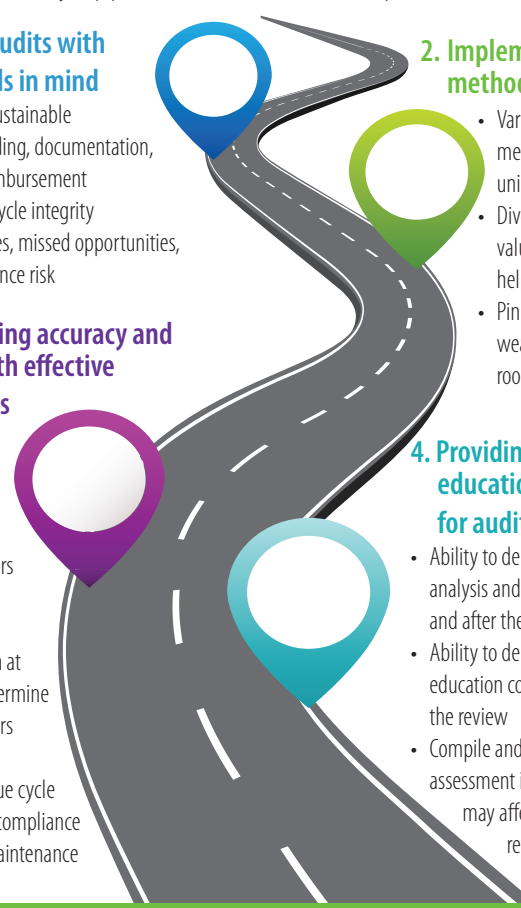 udits with
ls in mind
ustainable
ling, documentation,
nbursement
ycle integrity
es, missed opportunities,
nce risk
2. Implem
method
• Var
me
uni
• Div
valu
hel
• Pin
wea
roo
ing accuracy and
th effective
s
rs
n at
ermine
rs
ue cycle
compliance
aintenance
4. Providin
educatio
for audit
• Ability to de
analysis and
and after the
• Ability to de
education co
the review
• Compile and
assessment i
may affe
re